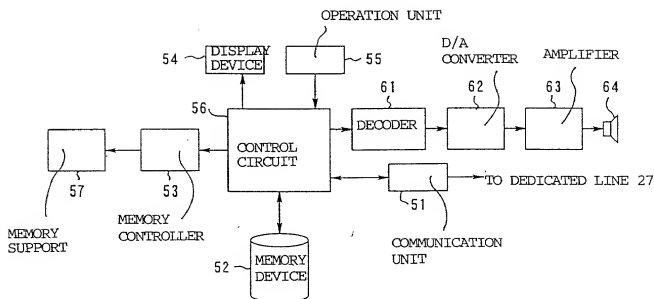 OPERATION UNIT
54
DISPLAY
DEVICE
55
D/A
CONVERTER
AMPLIFIER
56
61
62
63
64
CONTROL
CIRCUIT
DECODER
57
53
51
TO DEDICATED LINE 27
MEMORY
SUPPORT
MEMORY
CONTROLLER
52
MEMORY
DEVICE
COMMUNICATION
UNIT